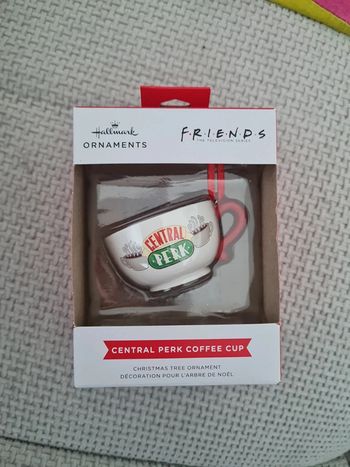 Hallmark
ORNAMENTS
F·R·I·E·N·D·S
THE TELEVISION SERIES
CENTRAL
PERK
CENTRAL PERK COFFEE CUP
CHRISTMAS TREE ORNAMENT
DÉCORATION POUR L'ARBRE DE NOËL